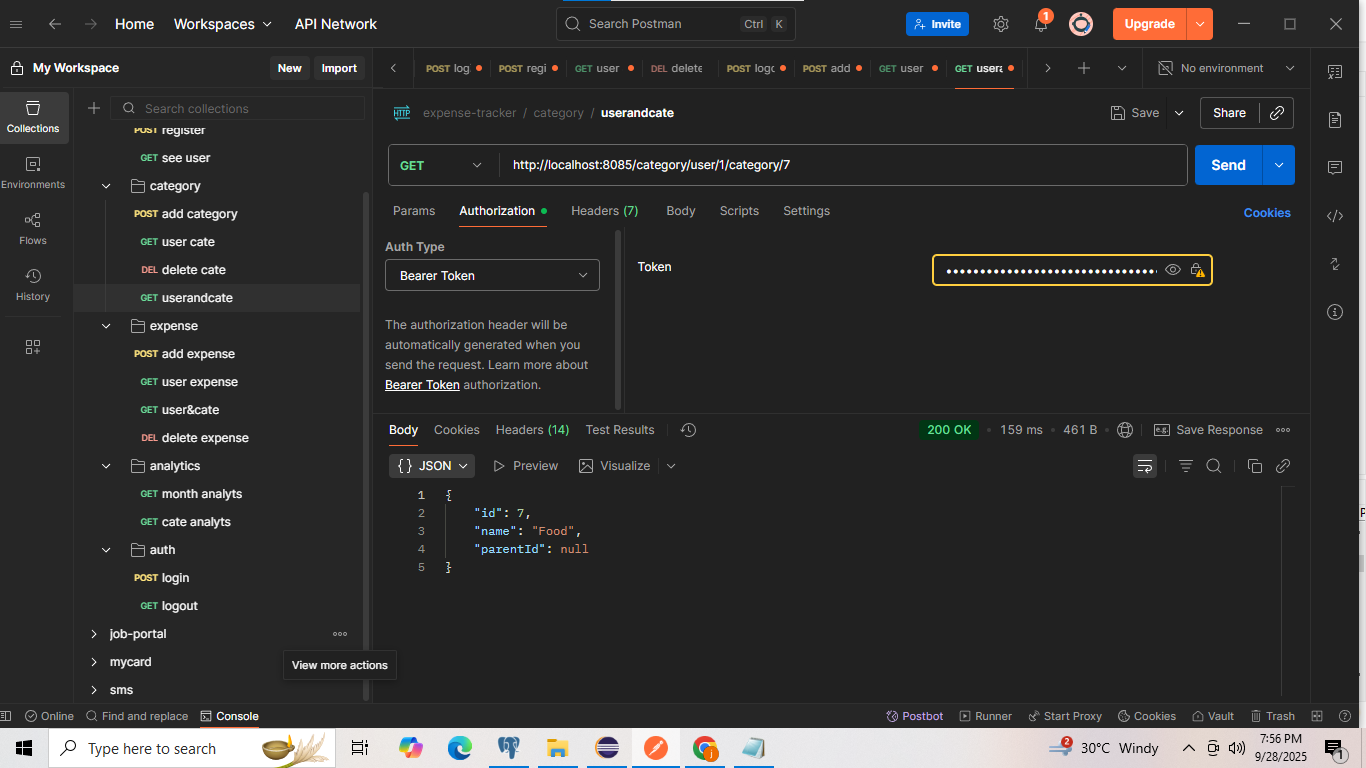 Home
Workspaces
API Network
Search Postman
Ctrl
K
Invite
1
Upgrade
My Workspace
New
Import
POST log
POST regi
GET user
DEL delete
POST logo
POST add
GET user
GET usera
No environment
Collections
Environments
Flows
History
Search collections
POST register
GET see user
category
POST add category
GET user cate
DEL delete cate
GET userandcate
expense
POST add expense
GET user expense
GET user&cate
DEL delete expense
analytics
GET month analyts
GET cate analyts
auth
POST login
GET logout
job-portal
mycard
sms
View more actions
HTTP expense-tracker / category / userandcate
Save
Share
GET
http://localhost:8085/category/user/1/category/7
Send
Params
Authorization
Headers (7)
Body
Scripts
Settings
Cookies
Auth Type
Bearer Token
The authorization header will be
automatically generated when you
send the request. Learn more about
Bearer Token authorization.
Token
Body
Cookies
Headers (14)
Test Results
200 OK
159 ms
461 B
e.g. Save Response
{} JSON
Preview
Visualize
1 {
2 "id": 7,
3 "name": "Food",
4 "parentId": null
5 }
Online
Find and replace
Console
Postbot
Runner
Start Proxy
Cookies
Vault
Trash
Type here to search
2
30°C Windy
7:56 PM
9/28/2025
1